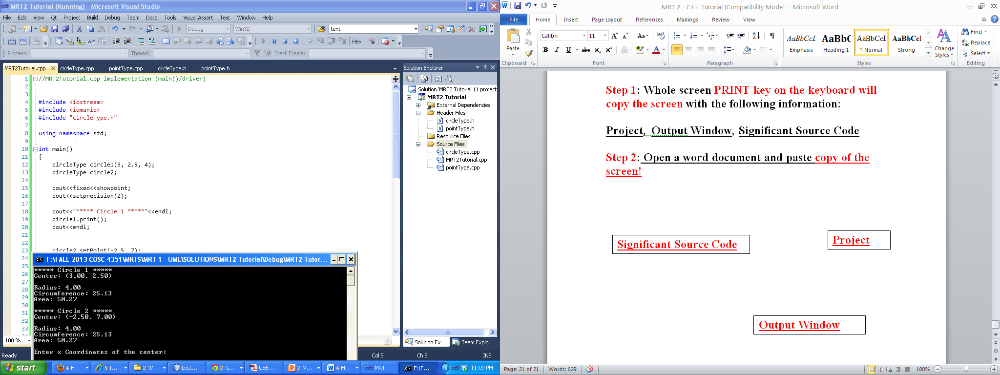 MRT2 Tutorial (Running) - Microsoft Visual Studio
File Edit View Qt Project Build Debug Team Data Tools Visual Assert Test Window Help
Debug Win32 text
Hex
Process: Thread: Stack Frame:
MRT2Tutorial.cpp circleType.cpp pointType.cpp circleType.h pointType.h
1 //MRT2Tutorial.cpp implementation (main()/driver)
2
3
4 #include <iostream>
5 #include <iomanip>
6 #include "circleType.h"
7
8 using namespace std;
9
10 int main()
11 {
12 circleType circle1(3, 2.5, 4);
13 circleType circle2;
14
15 cout<<fixed<<showpoint;
16 cout<<setprecision(2);
17
18 cout<<"***** Circle 1 *****"<<endl;
19 circle1.print();
20 cout<<endl;
21
22
23 circle2.setPoint(-2.5, 7);
24
25
26
27
28
29
30
31
32
33
100 %
Ready Col 5 Ch 5 INS
F:\FALL 2013 COSC 4351\MRTS\MRT 1 - UML\SOLUTIONS\MRT2 Tutorial\Debug\MRT2 Tutor...
***** Circle 1 *****
Center: (3.00, 2.50)
Radius: 4.00
Circumference: 25.13
Area: 50.27
***** Circle 2 *****
Center: (-2.50, 7.00)
Radius: 4.00
Circumference: 25.13
Area: 50.27
Enter x Coordinates of the center:
Solution Explorer
Solution 'MRT2 Tutorial' (1 project
MRT2 Tutorial
External Dependencies
Header Files
circleType.h
pointType.h
Resource Files
Source Files
circleType.cpp
MRT2Tutorial.cpp
pointType.cpp
Solution Ex... Team Explo...
start 4 F... 5 I... 2 W... Lect... 2 G... US6... 2 M... 4 M... MRT... F:\F... 11:09 PM
MRT 2 - C++ Tutorial [Compatibility Mode] - Microsoft Word
File Home Insert Page Layout References Mailings Review View
Paste
Clipboard
Calibri 11
B I U abc x₂ x²
Font
Paragraph
AaBbCcI AaBbC AaBbCcI AaBbCcI
Emphasis Heading 1 ¶ Normal Strong
Change Styles
Styles
Find
Replace
Select
Editing
Step 1: Whole screen PRINT key on the keyboard will
copy the screen with the following information:
Project, Output Window, Significant Source Code
Step 2: Open a word document and paste copy of the
screen!
Significant Source Code
Project
Output Window
Page: 21 of 21 Words: 629 100%